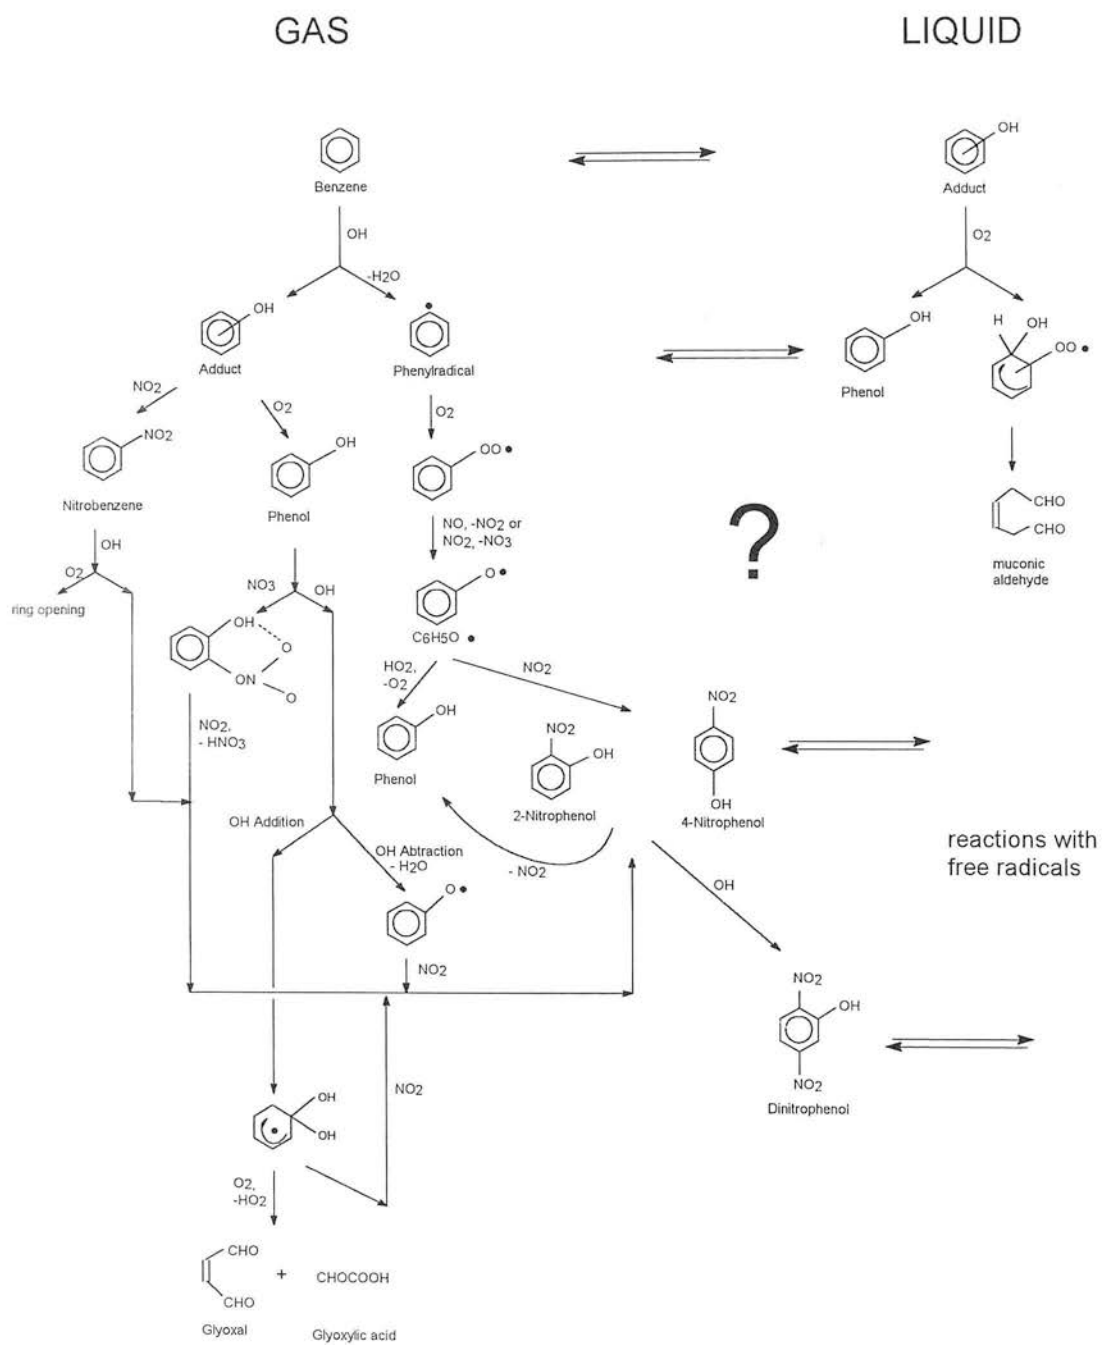 GAS
LIQUID
Benzene
OH
-H2O
OH
Adduct
Phenylradical
NO2
O2
O2
NO2
Nitrobenzene
OH
Phenol
OO
OH
O2
ring opening
NO, -NO2 or
NO2, -NO3
NO3
OH
OH
O
ON
O
O
C6H5O
HO2,
-O2
NO2
NO2,
- HNO3
OH
Phenol
NO2
OH
2-Nitrophenol
NO2
OH
4-Nitrophenol
OH Addition
OH Abtraction
- H2O
- NO2
O
NO2
OH
NO2
OH
NO2
Dinitrophenol
OH
OH
NO2
O2,
-HO2
CHO
CHO
Glyoxal
+
CHOCOOH
Glyoxylic acid
OH
Adduct
O2
OH
Phenol
H
OH
OO
CHO
CHO
muconic
aldehyde
?
reactions with
free radicals